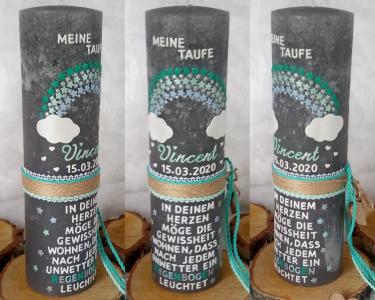 MEINE
TAUFE
Vincent
15.03.2020
IN DEINEM
HERZEN
MÖGE DIE
GEWISSHEIT
WOHNEN, DASS
NACH JEDEM
UNWETTER EIN
REGENBOGEN
LEUCHTET